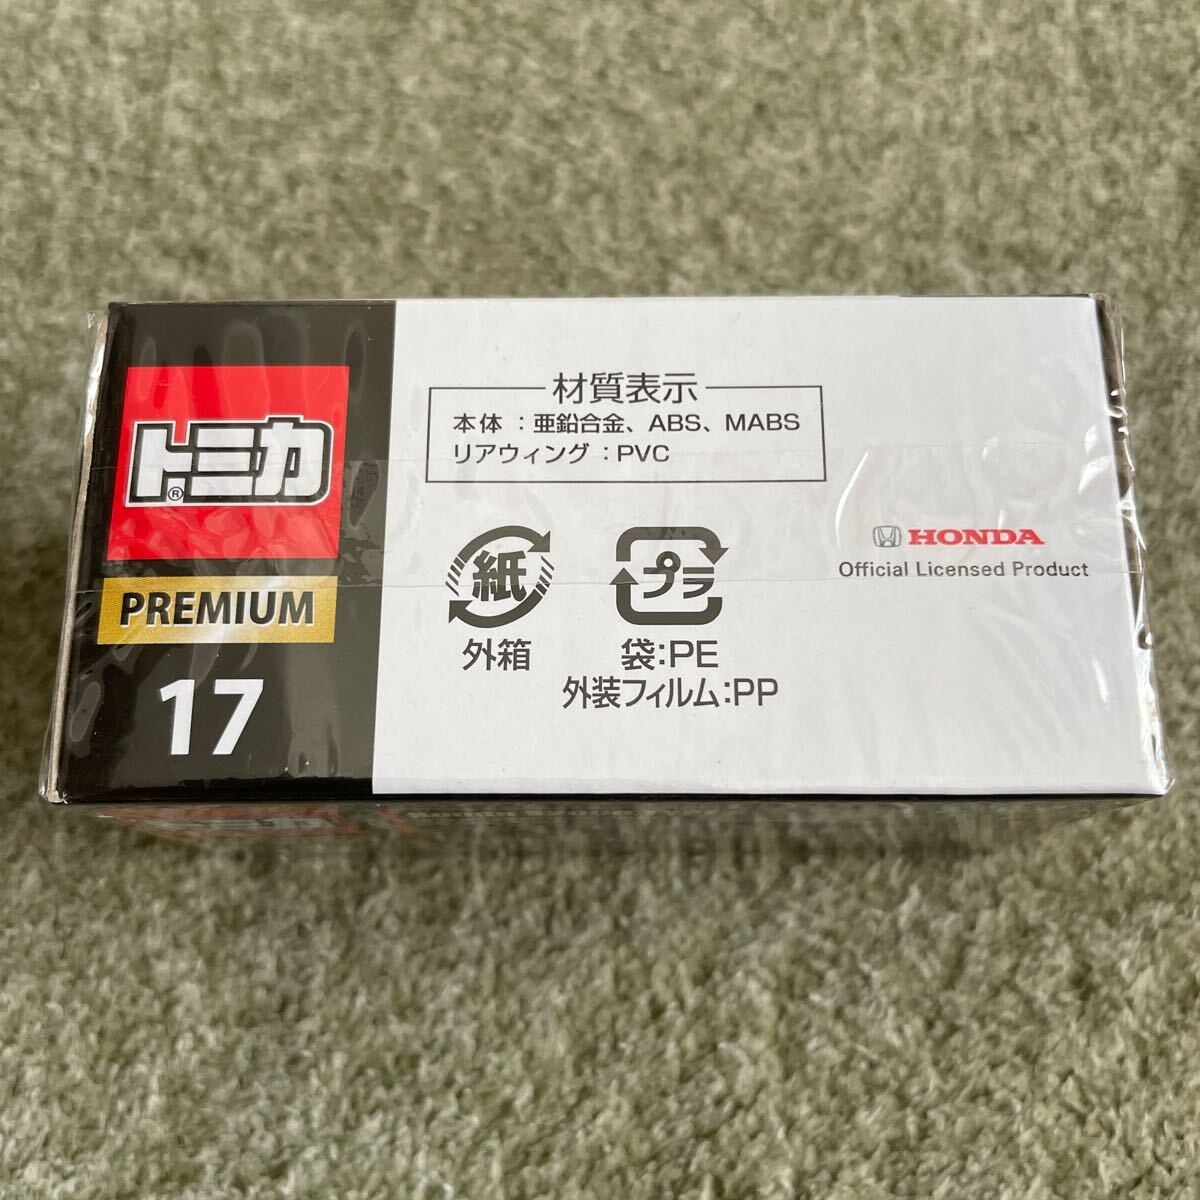 トミカ®
PREMIUM
17
材質表示
本体 : 亜鉛合金、ABS、MABS
リアウィング : PVC
紙
外箱
プラ
袋:PE
外装フィルム:PP
HONDA
Official Licensed Product